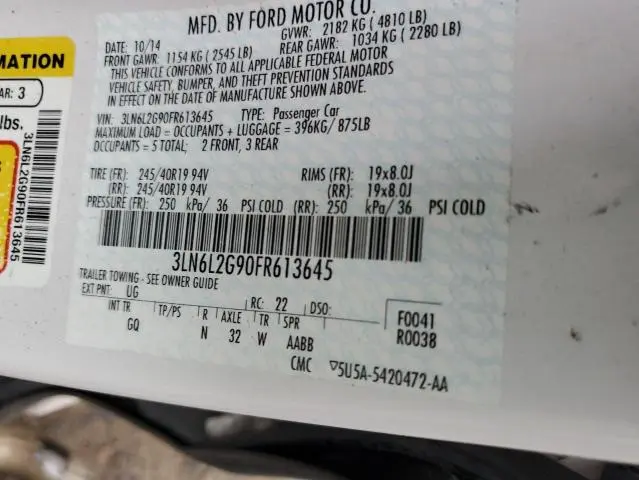 MFD. BY FORD MOTOR CO.
DATE: 10/14 GVWR: 2182 KG ( 4810 LB)
FRONT GAWR: 1154 KG ( 2545 LB) REAR GAWR: 1034 KG ( 2280 LB)
THIS VEHICLE CONFORMS TO ALL APPLICABLE FEDERAL MOTOR
VEHICLE SAFETY, BUMPER, AND THEFT PREVENTION STANDARDS
IN EFFECT ON THE DATE OF MANUFACTURE SHOWN ABOVE.
VIN: 3LN6L2G90FR613645 TYPE: Passenger Car
MAXIMUM LOAD = OCCUPANTS + LUGGAGE = 396KG/ 875LB
OCCUPANTS = 5 TOTAL; 2 FRONT, 3 REAR
TIRE (FR): 245/40R19 94V RIMS (FR): 19x8.0J
(RR): 245/40R19 94V (RR): 19x8.0J
PRESSURE (FR): 250 kPa/ 36 PSI COLD (RR): 250 kPa/ 36 PSI COLD
3LN6L2G90FR613645
TRAILER TOWING - SEE OWNER GUIDE
EXT PNT: UG RC: 22 DSO:
INT TR TP/PS R AXLE TR SPR F0041
GQ N 32 W AABB R0038
CMC ▽5U5A-5420472-AA
MATION
AR: 3
lbs.
3LN6L2G90FR613645